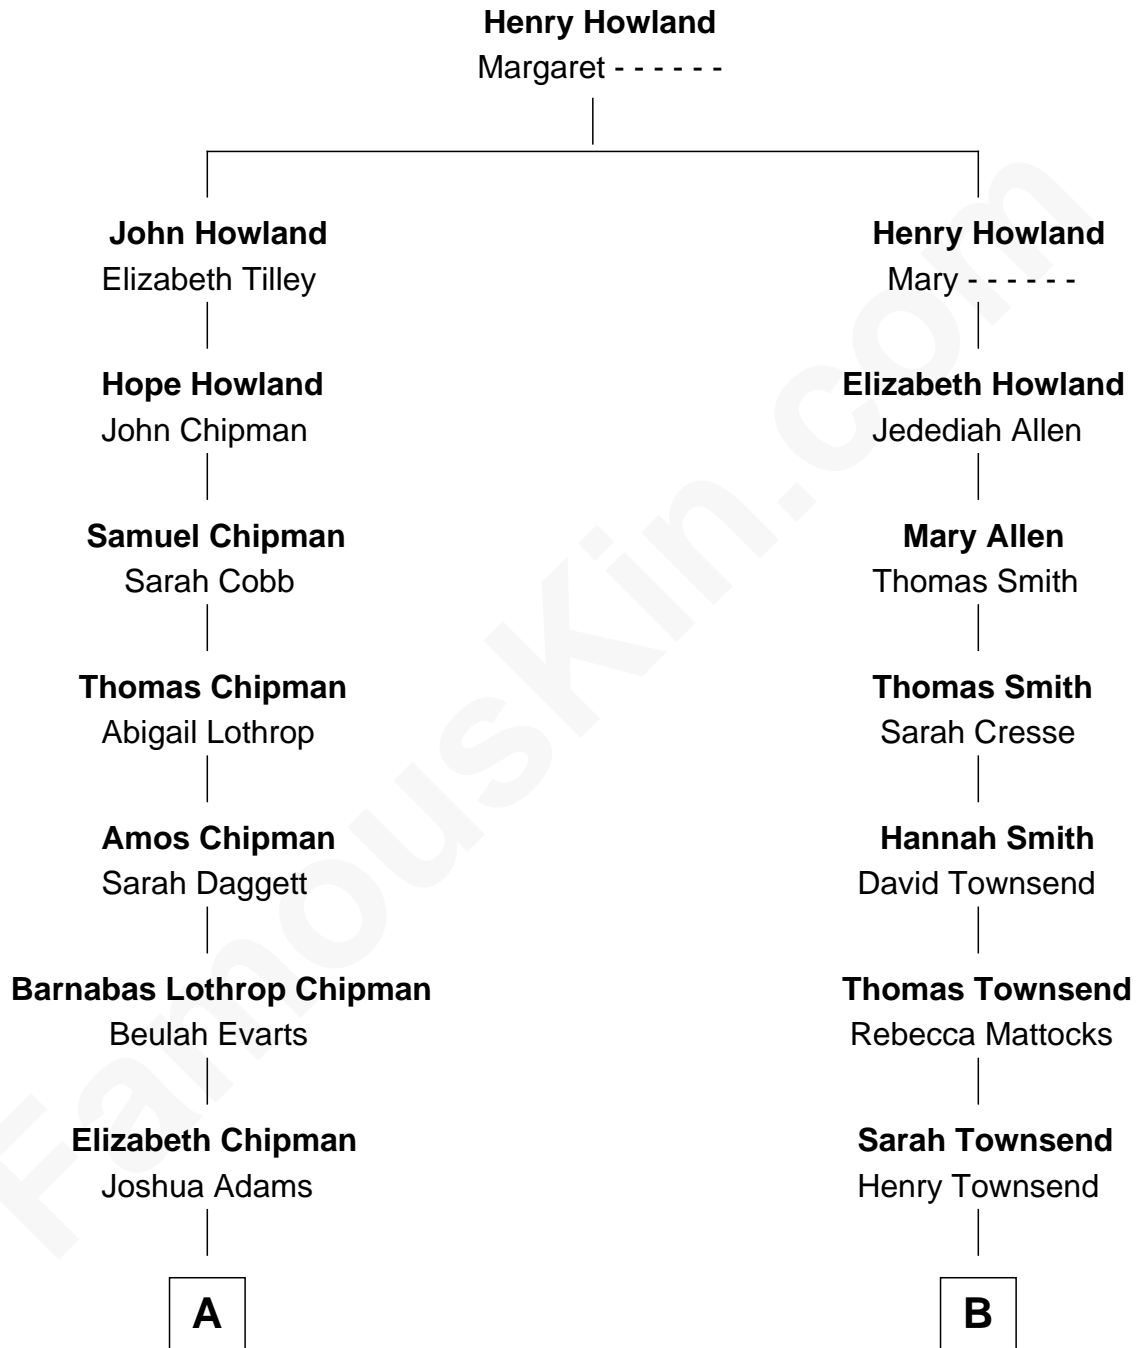 Henry Howland
Margaret - - - - - -
John Howland
Elizabeth Tilley
Henry Howland
Mary - - - - - -
Hope Howland
John Chipman
Elizabeth Howland
Jedediah Allen
Samuel Chipman
Sarah Cobb
Mary Allen
Thomas Smith
Thomas Chipman
Abigail Lothrop
Thomas Smith
Sarah Cresse
Amos Chipman
Sarah Daggett
Hannah Smith
David Townsend
Barnabas Lothrop Chipman
Beulah Evarts
Thomas Townsend
Rebecca Mattocks
Elizabeth Chipman
Joshua Adams
Sarah Townsend
Henry Townsend
A
B
FamousKin.com